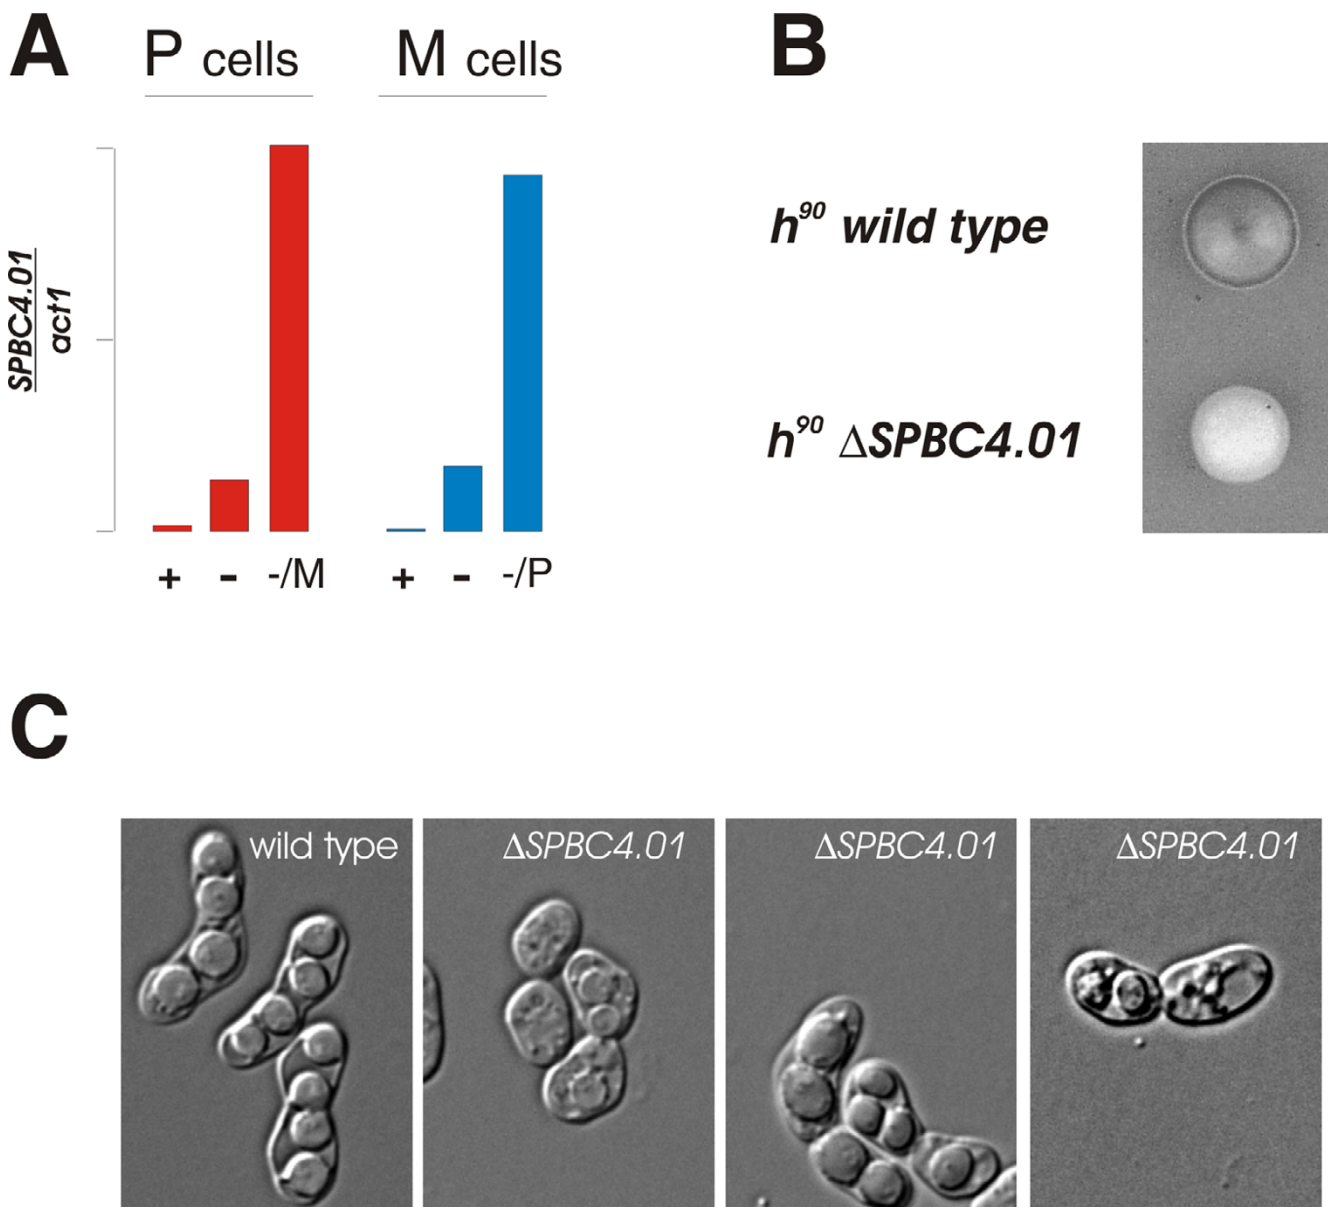 A
P cells
M cells
SPBC4.01
act1
+ - -/M
+ - -/P
B
h90 wild type
h90 ΔSPBC4.01
C
wild type
ΔSPBC4.01
ΔSPBC4.01
ΔSPBC4.01